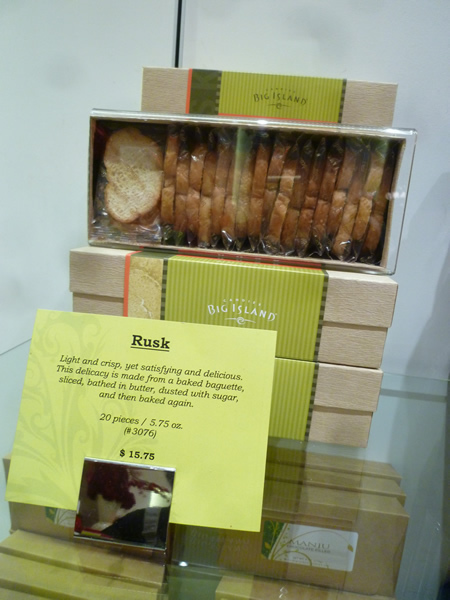 BIG ISLAND
BIG ISLAND
Rusk
Light and crisp, yet satisfying and delicious.
This delicacy is made from a baked baguette,
sliced, bathed in butter, dusted with sugar,
and then baked again.
20 pieces / 5.75 oz.
(#3076)
$ 15.75
MANJU